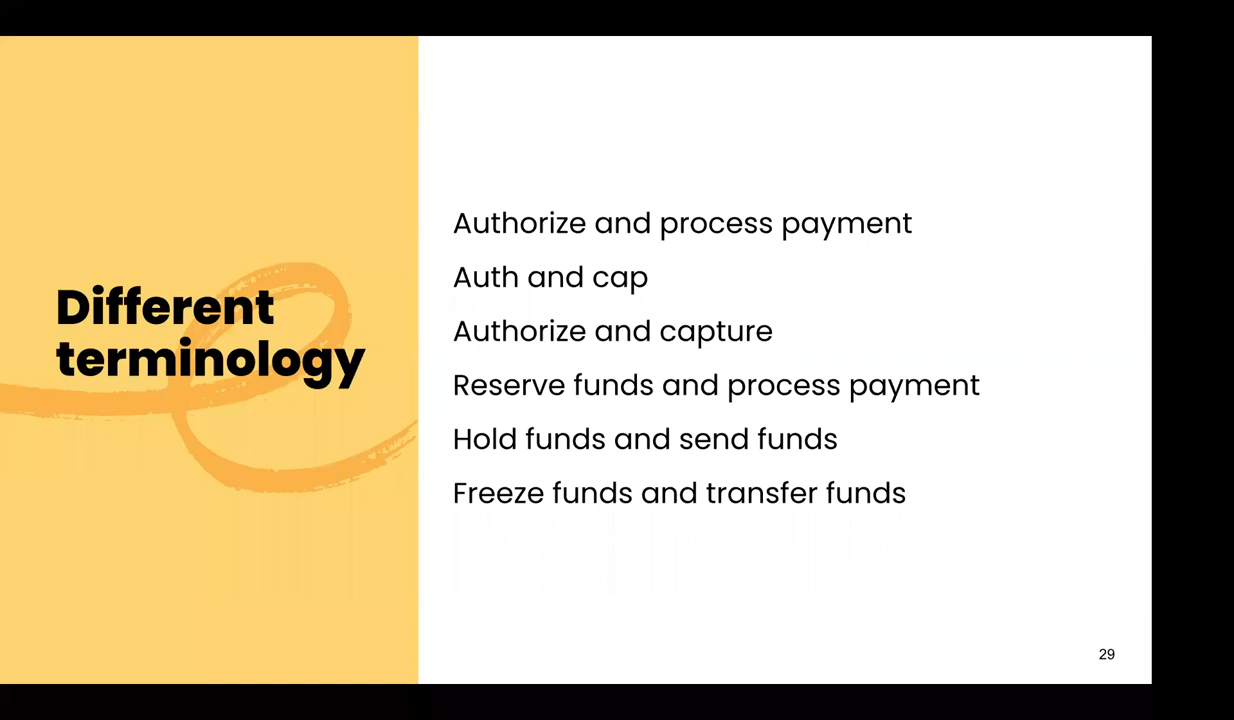 Different
terminology
Authorize and process payment
Auth and cap
Authorize and capture
Reserve funds and process payment
Hold funds and send funds
Freeze funds and transfer funds
29